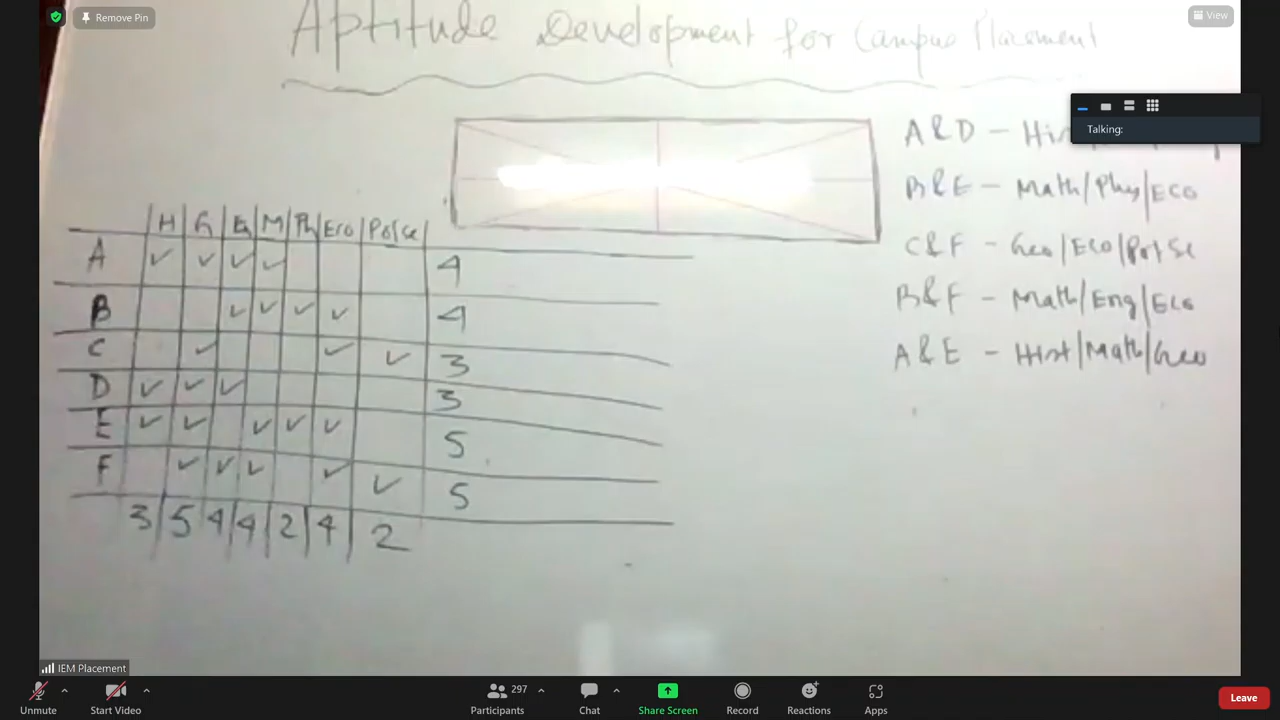 Remove Pin
View
Aptitude Development for Campus Placement
Talking:
A & D – Hist
B & E – Math/Phy/ECO
C & F – Geo/Eco/Pol Sc
B & F – Math/Eng/Eco
A & E – Hist/Math/Geo
H G E M Ph Eco Pol Sc
A ✓ ✓ ✓ ✓ 4
B ✓ ✓ ✓ ✓ 4
C ✓ ✓ ✓ 3
D ✓ ✓ ✓ 3
E ✓ ✓ ✓ ✓ ✓ 5
F ✓ ✓ ✓ ✓ ✓ 5
3 5 4 4 2 4 2
IEM Placement
Unmute Start Video Participants 297 Chat Share Screen Record Reactions Apps Leave